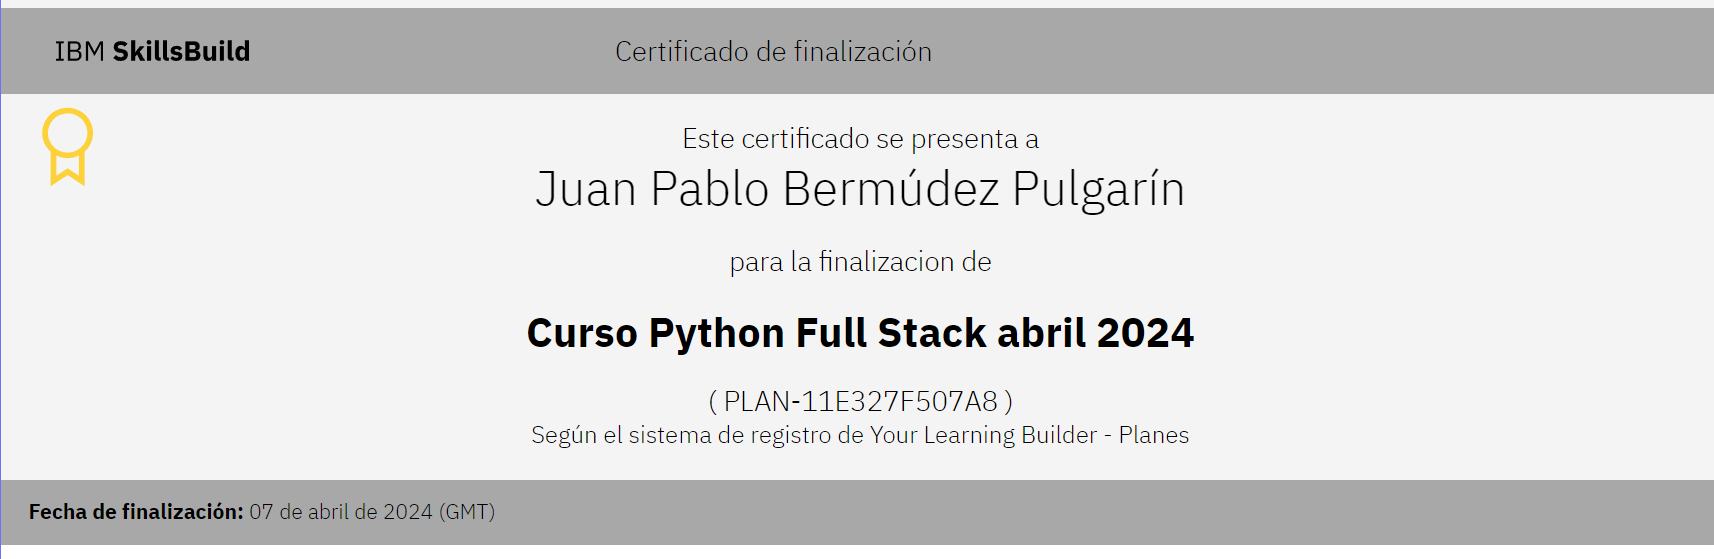 IBM SkillsBuild
Certificado de finalización
Este certificado se presenta a
Juan Pablo Bermúdez Pulgarín
para la finalizacion de
Curso Python Full Stack abril 2024
( PLAN-11E327F507A8 )
Según el sistema de registro de Your Learning Builder - Planes
Fecha de finalización: 07 de abril de 2024 (GMT)